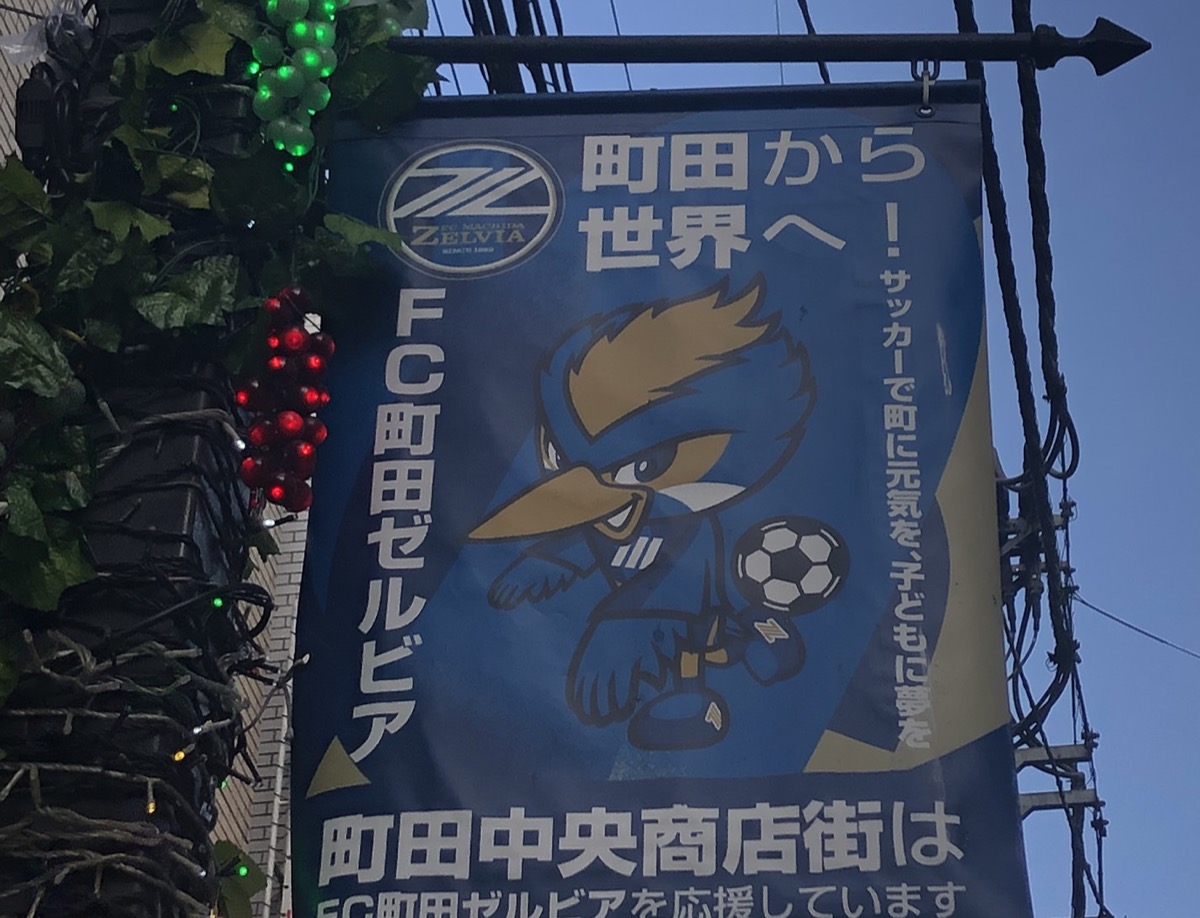 町田から
世界へ!
FC MACHIDA
ZELVIA
SINCE 1989
FC町田ゼルビア
サッカーで町に元気を、子どもに夢を
町田中央商店街は
FC町田ゼルビアを応援しています